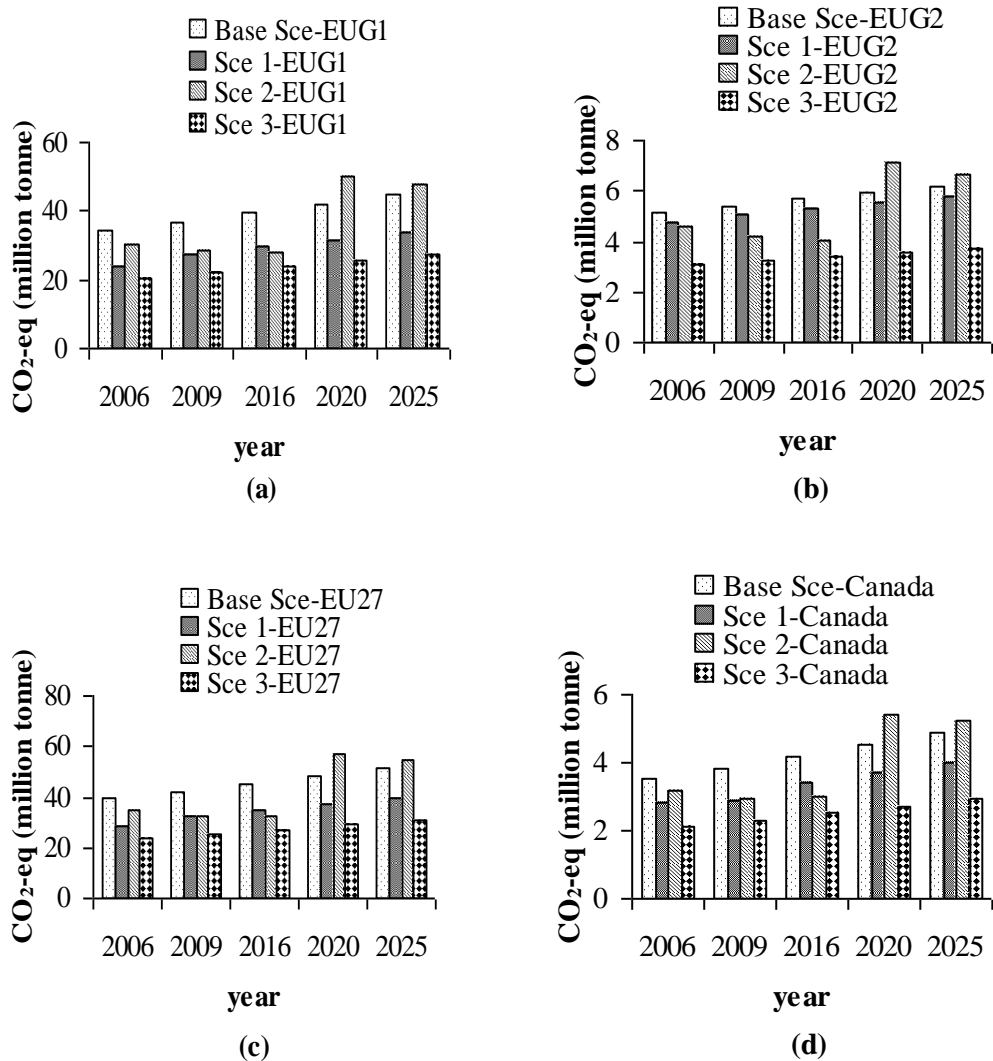 Base Sce-EUG1
Sce 1-EUG1
Sce 2-EUG1
Sce 3-EUG1
CO₂-eq (million tonne)
60
40
20
0
2006 2009 2016 2020 2025
year
(a)
Base Sce-EUG2
Sce 1-EUG2
Sce 2-EUG2
Sce 3-EUG2
CO₂-eq (million tonne)
8
6
4
2
0
2006 2009 2016 2020 2025
year
(b)
Base Sce-EU27
Sce 1-EU27
Sce 2-EU27
Sce 3-EU27
CO₂-eq (million tonne)
80
60
40
20
0
2006 2009 2016 2020 2025
year
(c)
Base Sce-Canada
Sce 1-Canada
Sce 2-Canada
Sce 3-Canada
CO₂-eq (million tonne)
6
4
2
0
2006 2009 2016 2020 2025
year
(d)